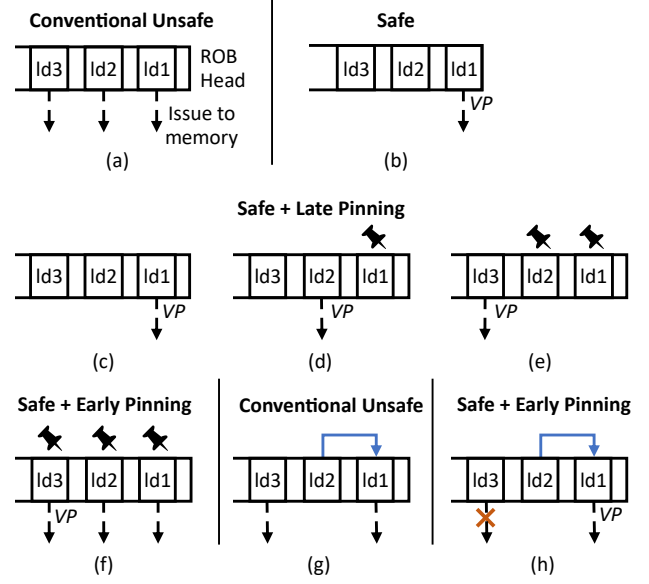 Conventional Unsafe
Safe
ld3 ld2 ld1 ROB Head
Issue to memory
(a)
ld3 ld2 ld1
VP
(b)
Safe + Late Pinning
ld3 ld2 ld1
VP
(c)
ld3 ld2 ld1
VP
(d)
ld3 ld2 ld1
VP
(e)
Safe + Early Pinning
ld3 ld2 ld1
VP
(f)
Conventional Unsafe
ld3 ld2 ld1
(g)
Safe + Early Pinning
ld3 ld2 ld1
VP
(h)